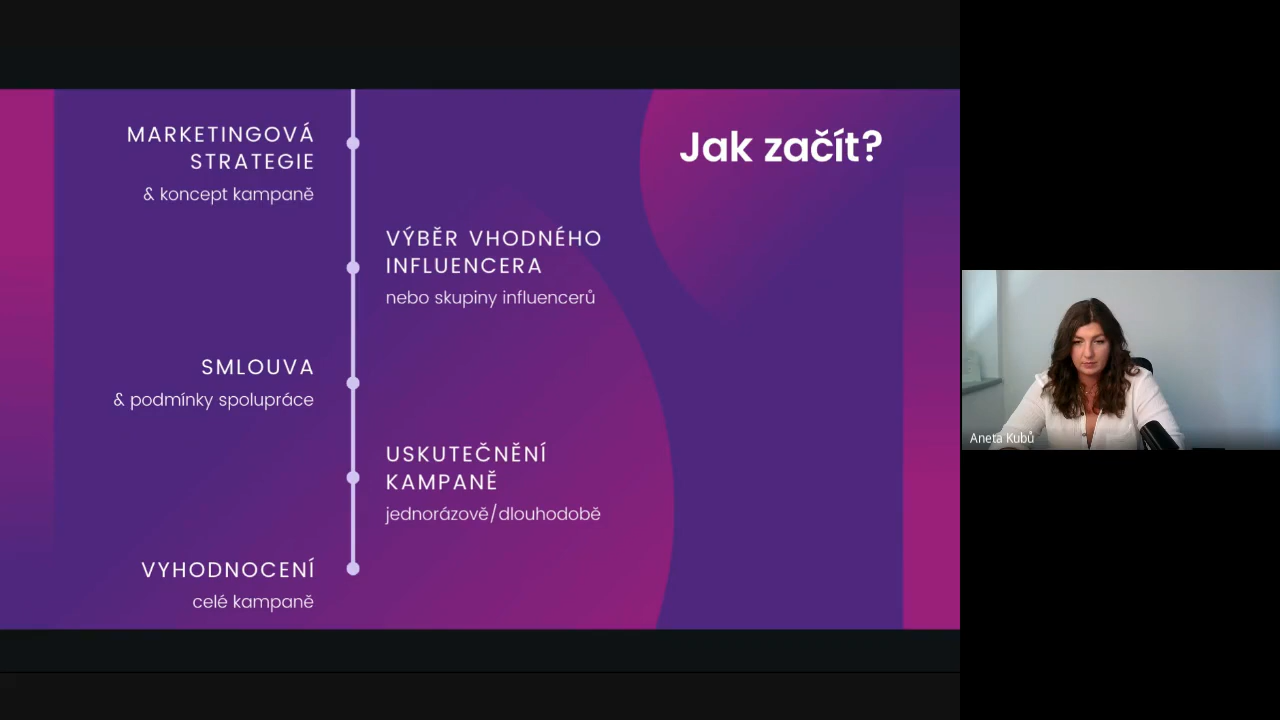 Jak začít?
MARKETINGOVÁ
STRATEGIE
& koncept kampaně
VÝBĚR VHODNÉHO
INFLUENCERA
nebo skupiny influencerů
SMLOUVA
& podmínky spolupráce
USKUTEČNĚNÍ
KAMPANĚ
jednorázově/dlouhodobě
VYHODNOCENÍ
celé kampaně
Aneta Kubů